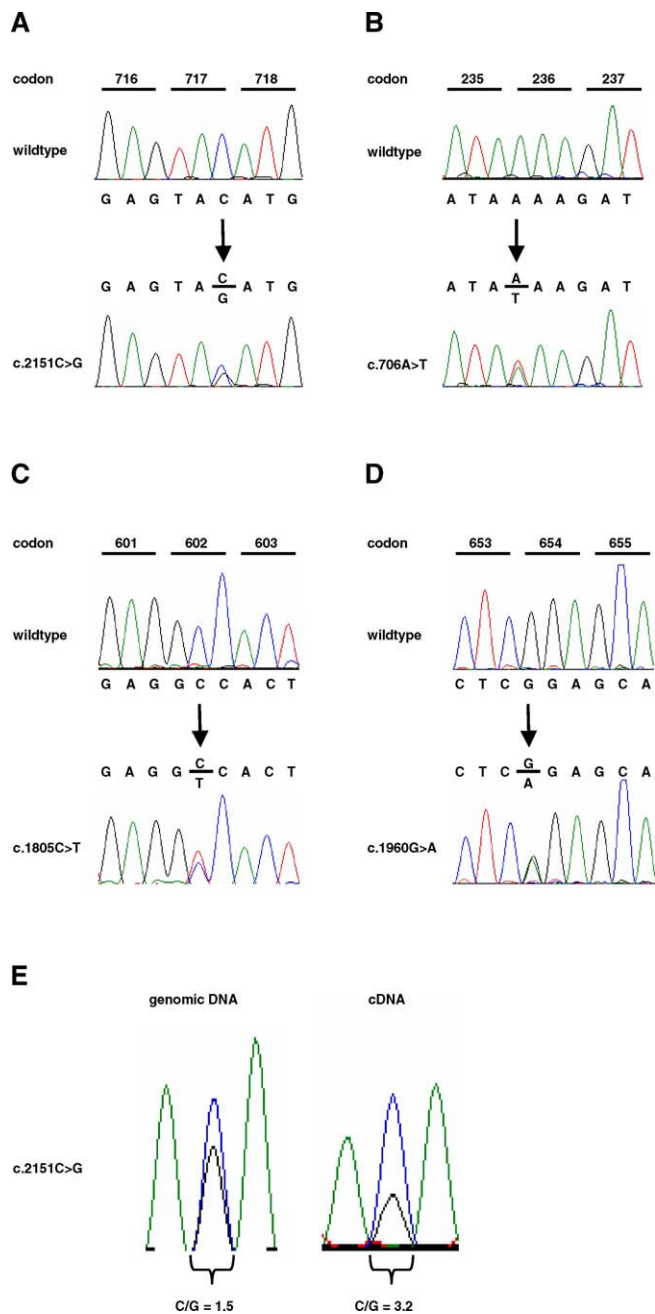 A
codon 716 717 718
wildtype
G A G T A C A T G
C
G A G T A A T G
G
c.2151C>G
B
codon 235 236 237
wildtype
A T A A A A G A T
A
A T A A A G A T
T
c.706A>T
C
codon 601 602 603
wildtype
G A G G C C A C T
C
G A G G C A C T
T
c.1805C>T
D
codon 653 654 655
wildtype
C T C G G A G C A
G
C T C G A G C A
A
c.1960G>A
E
genomic DNA cDNA
c.2151C>G
C/G = 1.5 C/G = 3.2